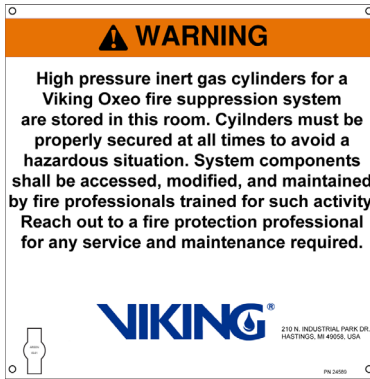 WARNING
High pressure inert gas cylinders for a
Viking Oxeo fire suppression system
are stored in this room. Cyilnders must be
properly secured at all times to avoid a
hazardous situation. System components
shall be accessed, modified, and maintained
by fire professionals trained for such activity
Reach out to a fire protection professional
for any service and maintenance required.
VIKING®
210 N. INDUSTRIAL PARK DR.
HASTINGS, MI 49058, USA
PN 24569